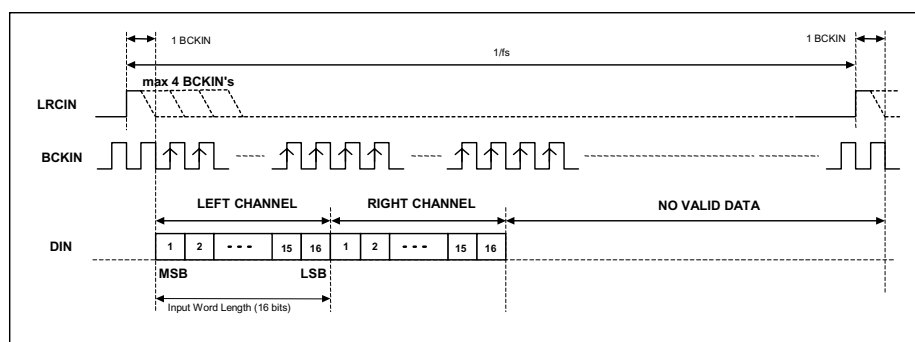 1 BCKIN
1 BCKIN
1/fs
max 4 BCKIN's
LRCIN
BCKIN
LEFT CHANNEL
RIGHT CHANNEL
NO VALID DATA
DIN
1 2 - - - 15 16 1 2 - - - 15 16
MSB
LSB
Input Word Length (16 bits)